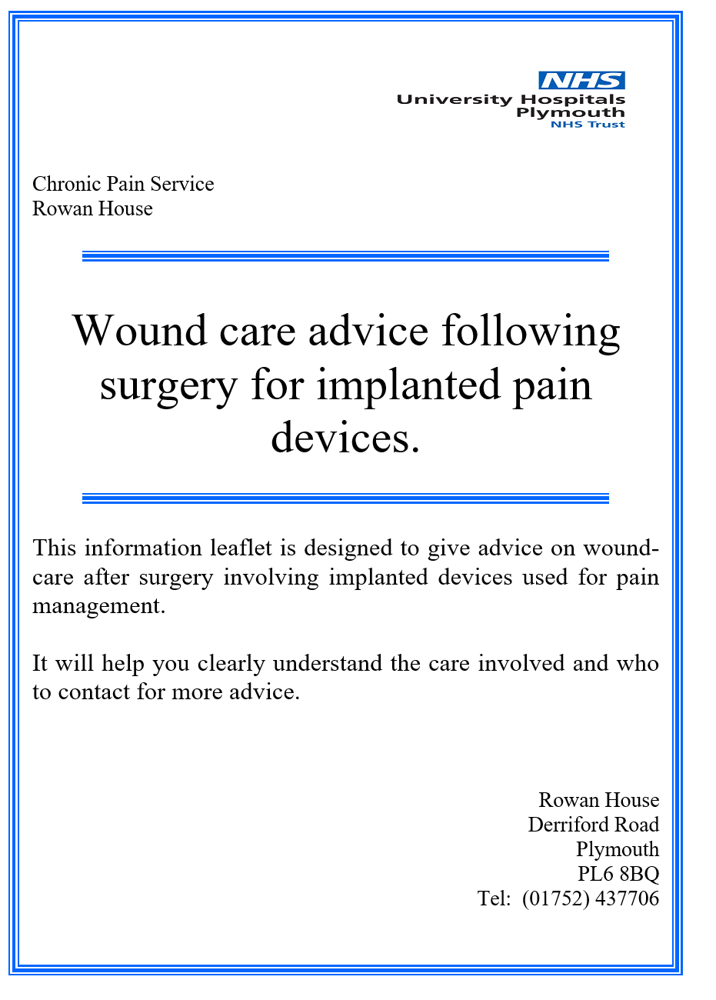 NHS
University Hospitals
Plymouth
NHS Trust
Chronic Pain Service
Rowan House
Wound care advice following
surgery for implanted pain
devices.
This information leaflet is designed to give advice on wound-
care after surgery involving implanted devices used for pain
management.
It will help you clearly understand the care involved and who
to contact for more advice.
Rowan House
Derriford Road
Plymouth
PL6 8BQ
Tel:  (01752) 437706